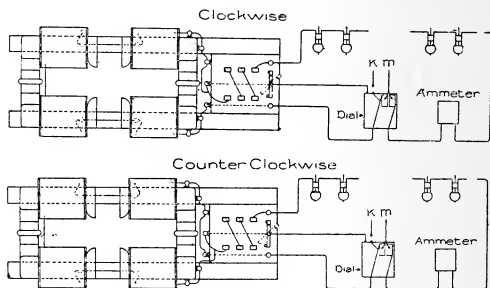 Clockwise
K m
Dial
Ammeter
Counter Clockwise
K m
Dial
Ammeter